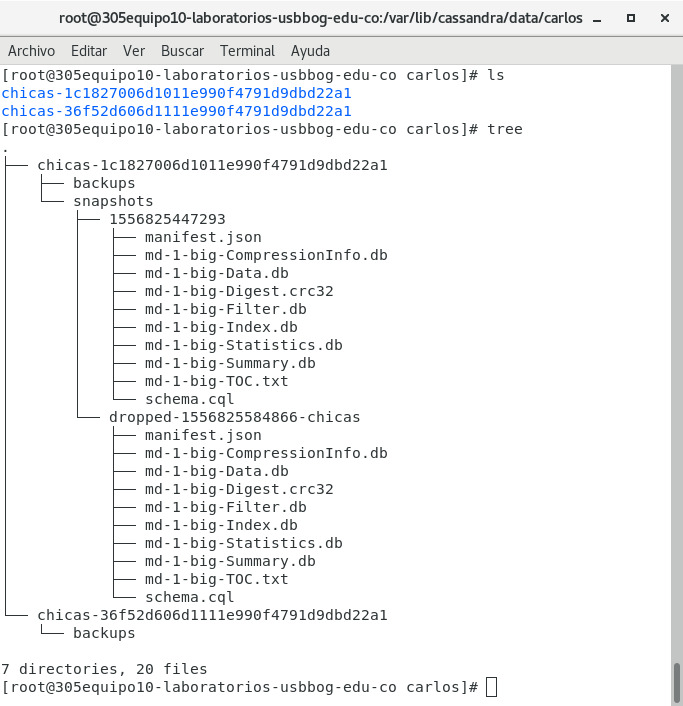 root@305equipo10-laboratorios-usbbog-edu-co:/var/lib/cassandra/data/carlos
Archivo Editar Ver Buscar Terminal Ayuda
[root@305equipo10-laboratorios-usbbog-edu-co carlos]# ls
chicas-1c1827006d1011e990f4791d9dbd22a1
chicas-36f52d606d1111e990f4791d9dbd22a1
[root@305equipo10-laboratorios-usbbog-edu-co carlos]# tree
.
├── chicas-1c1827006d1011e990f4791d9dbd22a1
│   ├── backups
│   └── snapshots
│       ├── 1556825447293
│       │   ├── manifest.json
│       │   ├── md-1-big-CompressionInfo.db
│       │   ├── md-1-big-Data.db
│       │   ├── md-1-big-Digest.crc32
│       │   ├── md-1-big-Filter.db
│       │   ├── md-1-big-Index.db
│       │   ├── md-1-big-Statistics.db
│       │   ├── md-1-big-Summary.db
│       │   ├── md-1-big-TOC.txt
│       │   └── schema.cql
│       └── dropped-1556825584866-chicas
│           ├── manifest.json
│           ├── md-1-big-CompressionInfo.db
│           ├── md-1-big-Data.db
│           ├── md-1-big-Digest.crc32
│           ├── md-1-big-Filter.db
│           ├── md-1-big-Index.db
│           ├── md-1-big-Statistics.db
│           ├── md-1-big-Summary.db
│           ├── md-1-big-TOC.txt
│           └── schema.cql
└── chicas-36f52d606d1111e990f4791d9dbd22a1
    └── backups
7 directories, 20 files
[root@305equipo10-laboratorios-usbbog-edu-co carlos]#